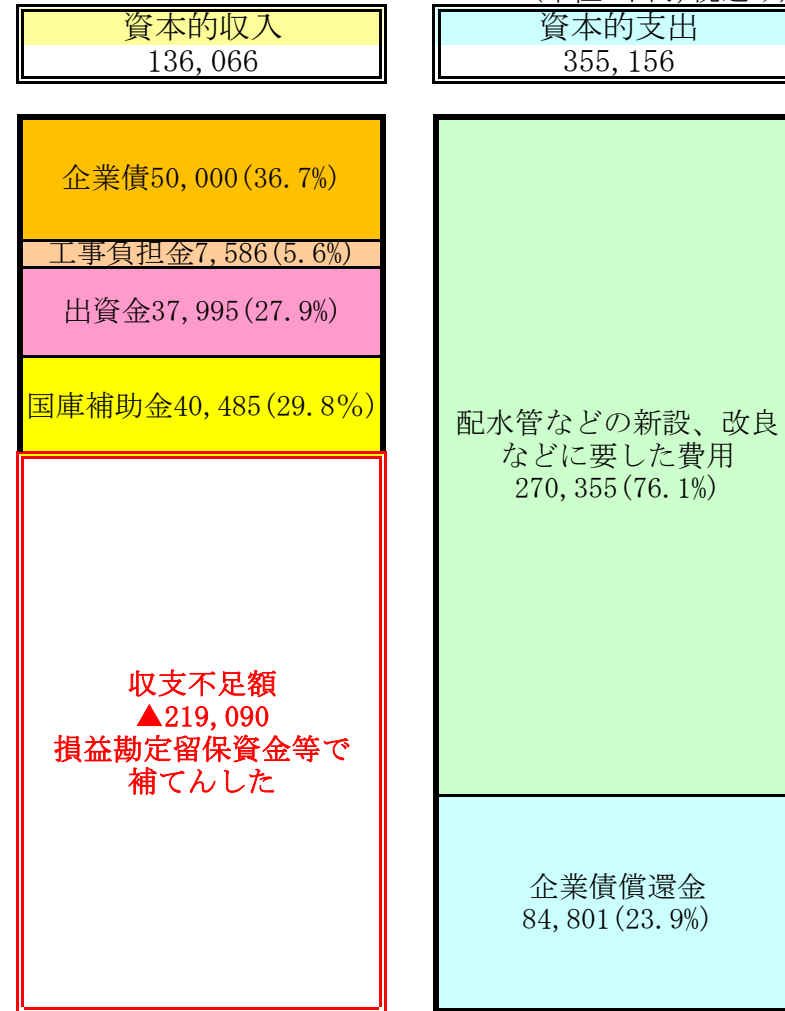 資本的収入
136,066
企業債50,000(36.7%)
工事負担金7,586(5.6%)
出資金37,995(27.9%)
国庫補助金40,485(29.8%)
収支不足額
▲219,090
損益勘定留保資金等で
補てんした
資本的支出
355,156
配水管などの新設、改良
などに要した費用
270,355(76.1%)
企業債償還金
84,801(23.9%)